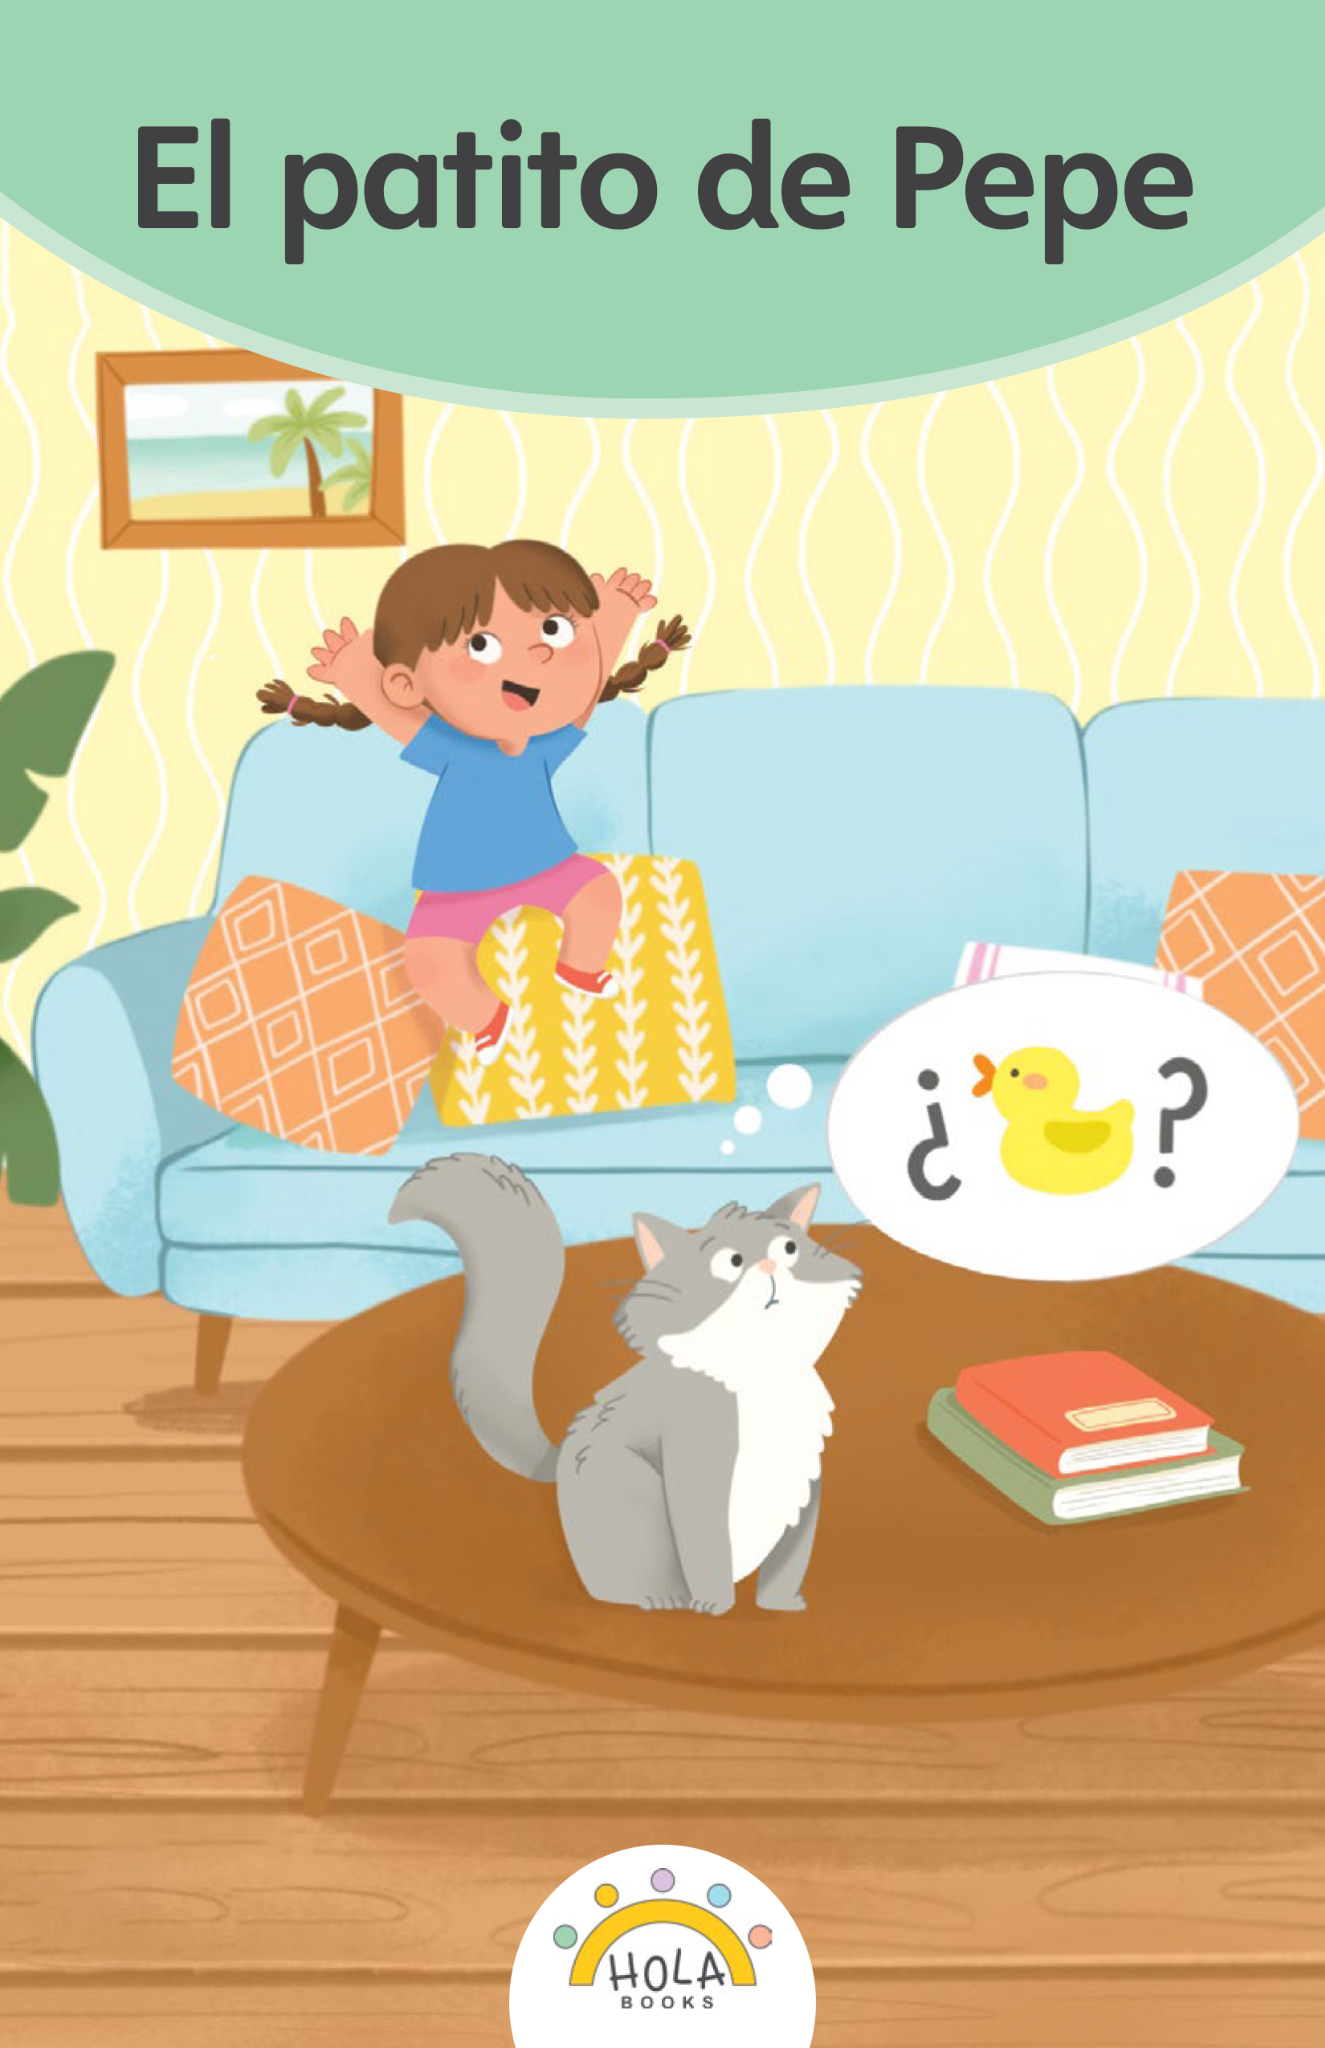 El patito de Pepe
¿ ?
HOLA
BOOKS